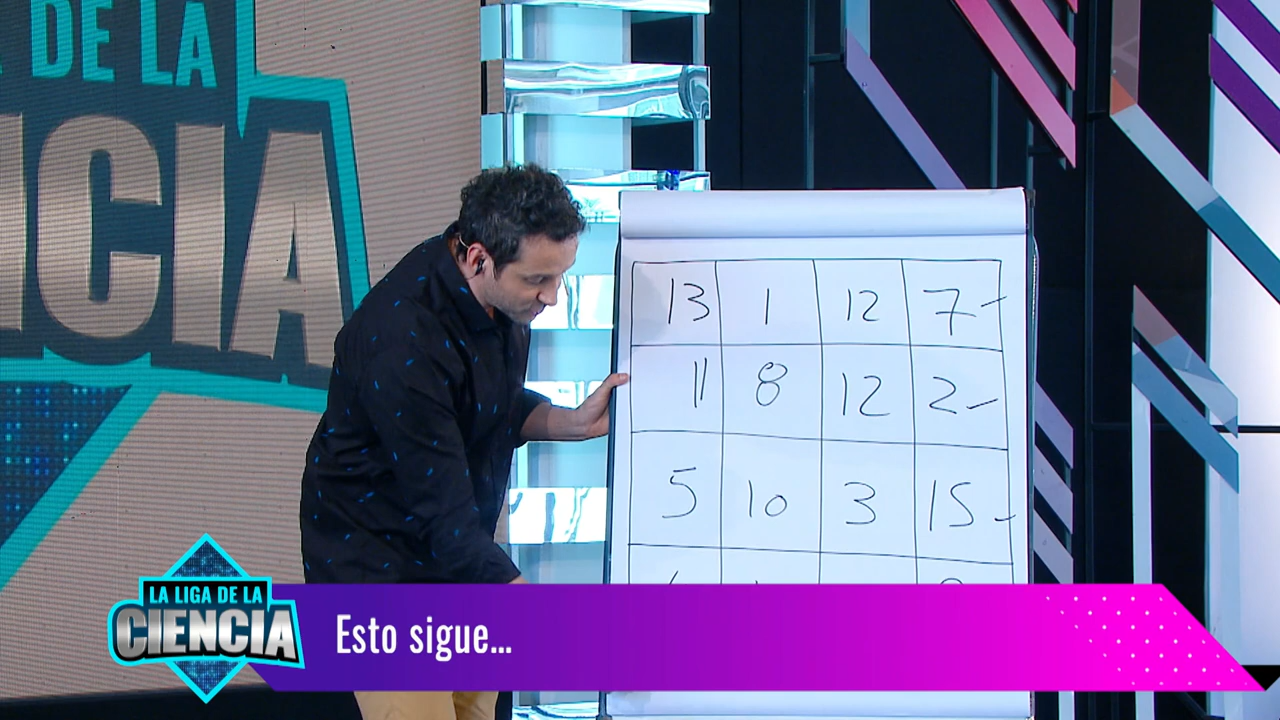 DE LA
CIENCIA
13 1 12 7
11 8 12 2
5 10 3 15
LA LIGA DE LA
CIENCIA
Esto sigue...